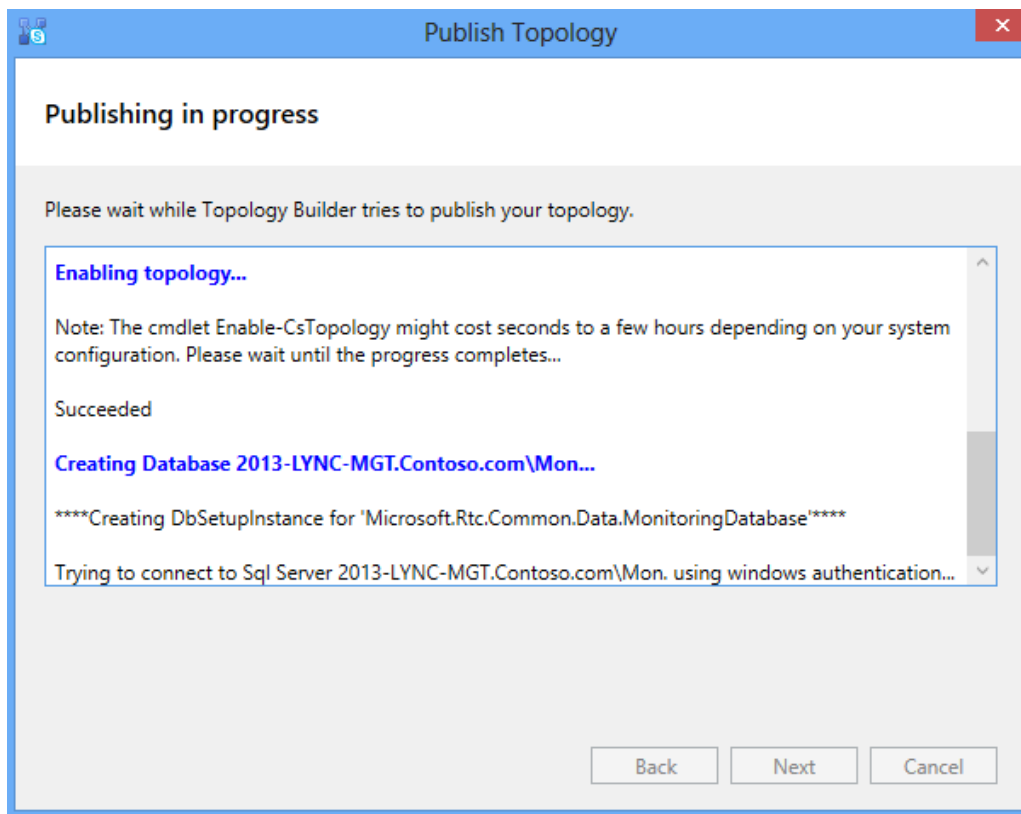 Publish Topology
Publishing in progress
Please wait while Topology Builder tries to publish your topology.
Enabling topology...
Note: The cmdlet Enable-CsTopology might cost seconds to a few hours depending on your system
configuration. Please wait until the progress completes...
Succeeded
Creating Database 2013-LYNC-MGT.Contoso.com\Mon...
****Creating DbSetupInstance for 'Microsoft.Rtc.Common.Data.MonitoringDatabase'****
Trying to connect to Sql Server 2013-LYNC-MGT.Contoso.com\Mon. using windows authentication...
Back Next Cancel